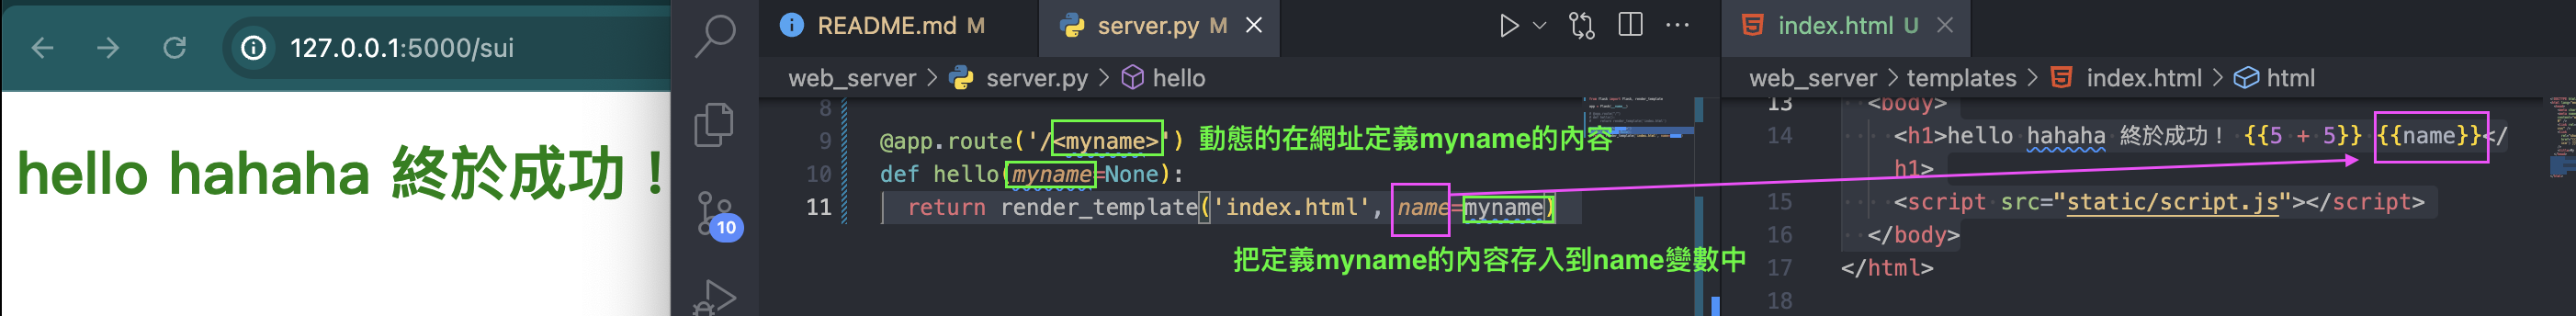 127.0.0.1:5000/sui
hello hahaha 終於成功！
10
README.md M
server.py M
web_server > server.py > hello
8
9 @app.route('/<myname>') 動態的在網址定義myname的內容
10 def hello(myname=None):
11 return render_template('index.html', name=myname)
把定義myname的內容存入到name變數中
index.html U
web_server > templates > index.html > html
13 <body>
14 <h1>hello hahaha 終於成功！ {{5 + 5}} {{name}}</
h1>
15 <script src="static/script.js"></script>
16 </body>
17 </html>
18